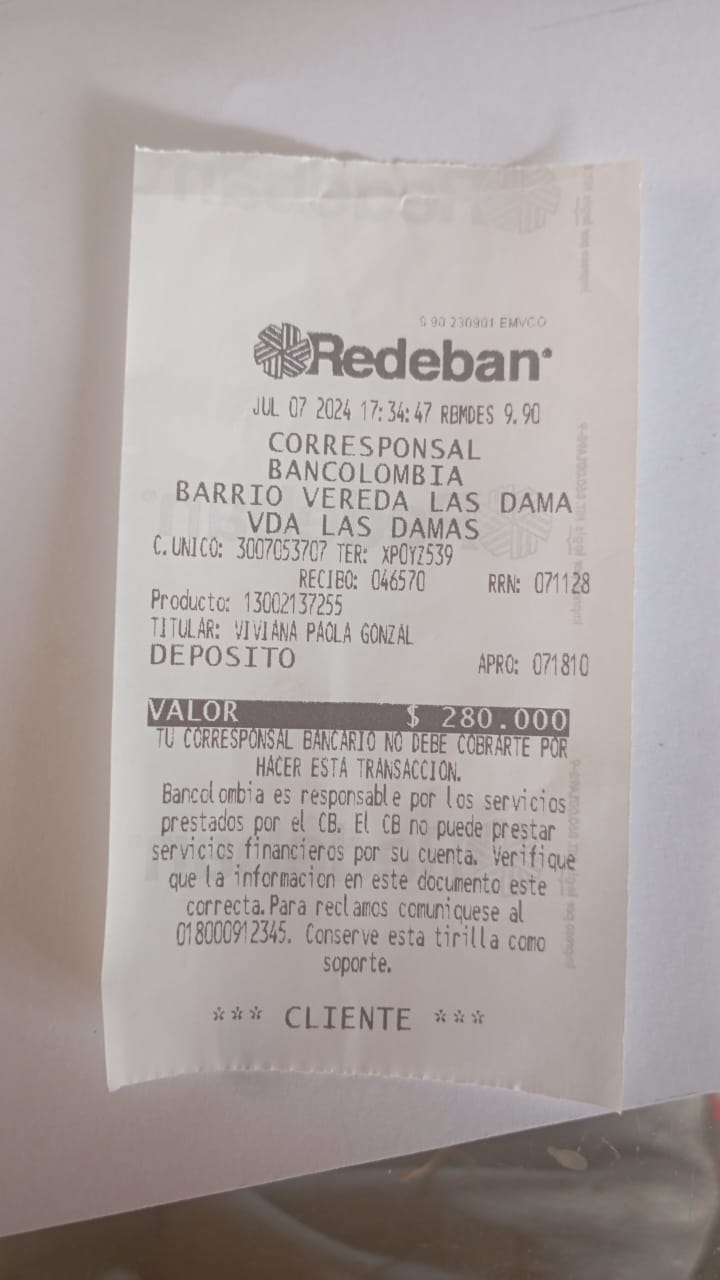 9 90 230901 EMVCO
Redeban
JUL 07 2024 17:34:47 RBMDES 9.90
CORRESPONSAL
BANCOLOMBIA
BARRIO VEREDA LAS DAMA
VDA LAS DAMAS
C.UNICO: 3007053707 TER: XPOYZ539
RECIBO: 046570 RRN: 071128
Producto: 13002137255
TITULAR: VIVIANA PAOLA GONZAL
DEPOSITO APRO: 071810
VALOR $ 280.000
TU CORRESPONSAL BANCARIO NO DEBE COBRARTE POR
HACER ESTA TRANSACCION.
Bancolombia es responsable por los servicios
prestados por el CB. El CB no puede prestar
servicios financieros por su cuenta. Verifique
que la informacion en este documento este
correcta.Para reclamos comuniquese al
018000912345. Conserve esta tirilla como
soporte.
*** CLIENTE ***